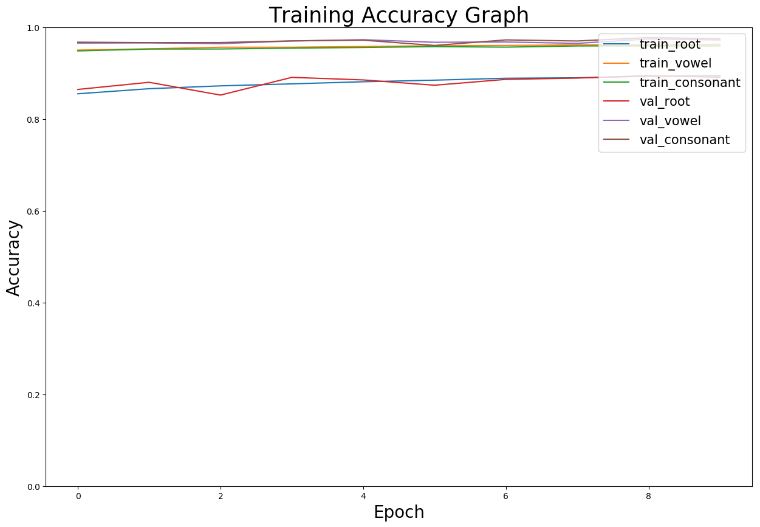 Training Accuracy Graph
1.0
0.8
0.6
0.4
0.2
0.0
Accuracy
train_root
train_vowel
train_consonant
val_root
val_vowel
val_consonant
0 2 4 6 8
Epoch